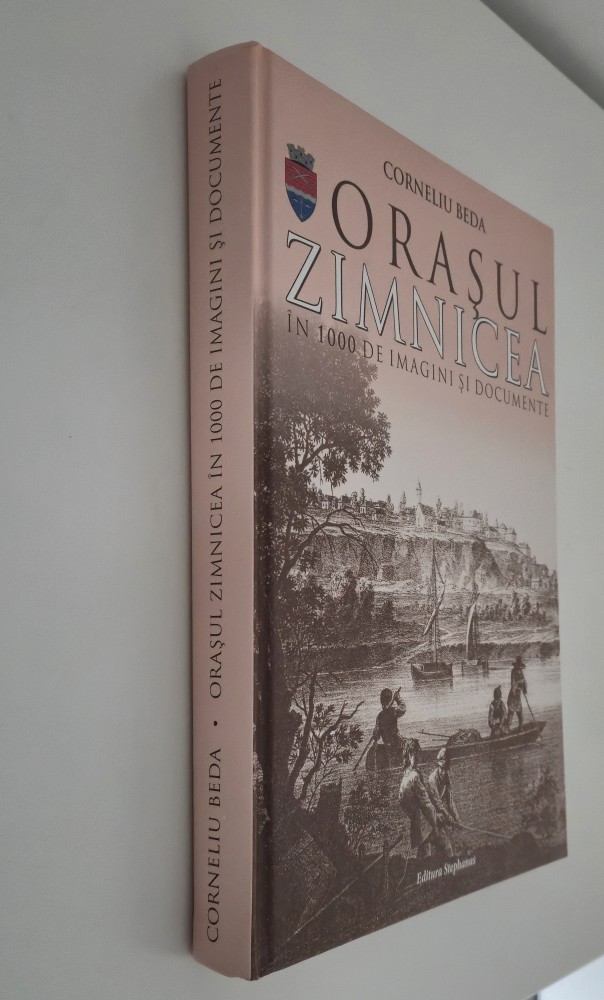 CORNELIU BEDA • ORAŞUL ZIMNICEA ÎN 1000 DE IMAGINI ŞI DOCUMENTE
CORNELIU BEDA
ORAŞUL
ZIMNICEA
ÎN 1000 DE IMAGINI ŞI DOCUMENTE
Editura Stephanus